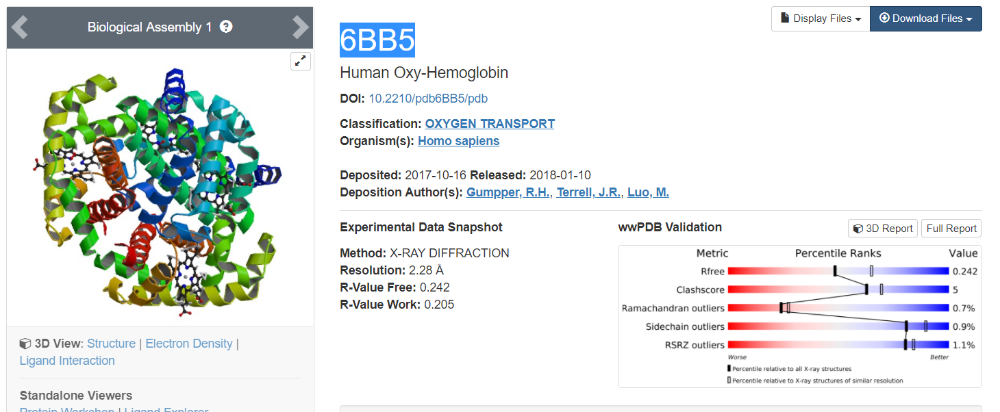 Biological Assembly 1 ?
3D View: Structure | Electron Density |
Ligand Interaction
Standalone Viewers
Protein Workshop | Ligand Explorer
Display Files
Download Files
6BB5
Human Oxy-Hemoglobin
DOI: 10.2210/pdb6BB5/pdb
Classification: OXYGEN TRANSPORT
Organism(s): Homo sapiens
Deposited: 2017-10-16 Released: 2018-01-10
Deposition Author(s): Gumpper, R.H., Terrell, J.R., Luo, M.
Experimental Data Snapshot
Method: X-RAY DIFFRACTION
Resolution: 2.28 Å
R-Value Free: 0.242
R-Value Work: 0.205
wwPDB Validation
3D Report
Full Report
Metric Percentile Ranks Value
Rfree 0.242
Clashscore 5
Ramachandran outliers 0.7%
Sidechain outliers 0.9%
RSRZ outliers 1.1%
Worse Better
Percentile relative to all X-ray structures
Percentile relative to X-ray structures of similar resolution